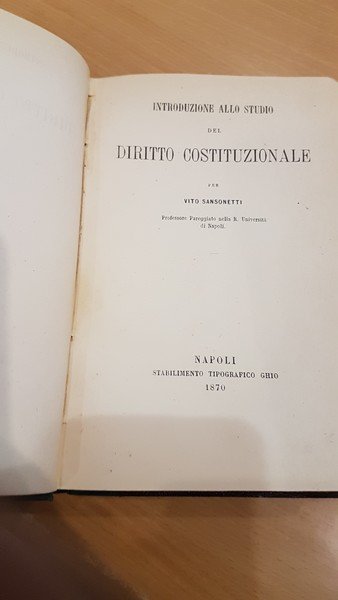 INTRODUZIONE ALLO STUDIO
DEL
DIRITTO COSTITUZIONALE
PER
VITO SANSONETTI
Professore Pareggiato nella R. Università
di Napoli.
NAPOLI
STABILIMENTO TIPOGRAFICO GHIO
1870